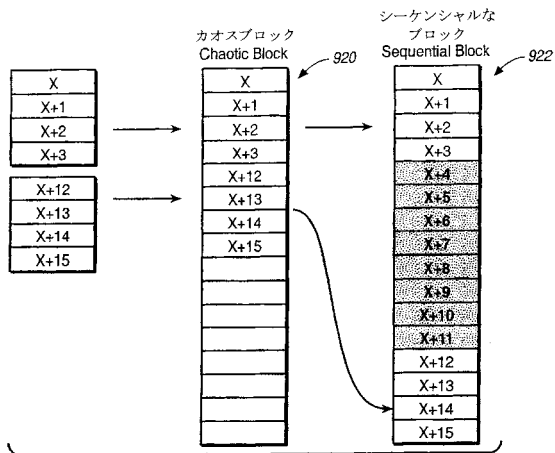 カオスブロック
Chaotic Block
920
シーケンシャルな
ブロック
Sequential Block
922
X
X+1
X+2
X+3
X+12
X+13
X+14
X+15
X
X+1
X+2
X+3
X+12
X+13
X+14
X+15
X
X+1
X+2
X+3
X+4
X+5
X+6
X+7
X+8
X+9
X+10
X+11
X+12
X+13
X+14
X+15